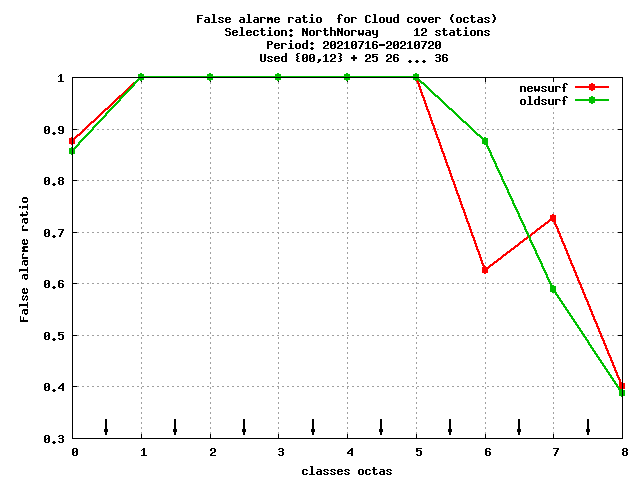 False alarme ratio  for Cloud cover (octas)
Selection: NorthNorway     12 stations
Period: 20210716-20210720
Used {00,12} + 25 26 ... 36
newsurf
oldsurf
1
0.9
0.8
0.7
0.6
0.5
0.4
0.3
False alarme ratio
0 1 2 3 4 5 6 7 8
classes octas